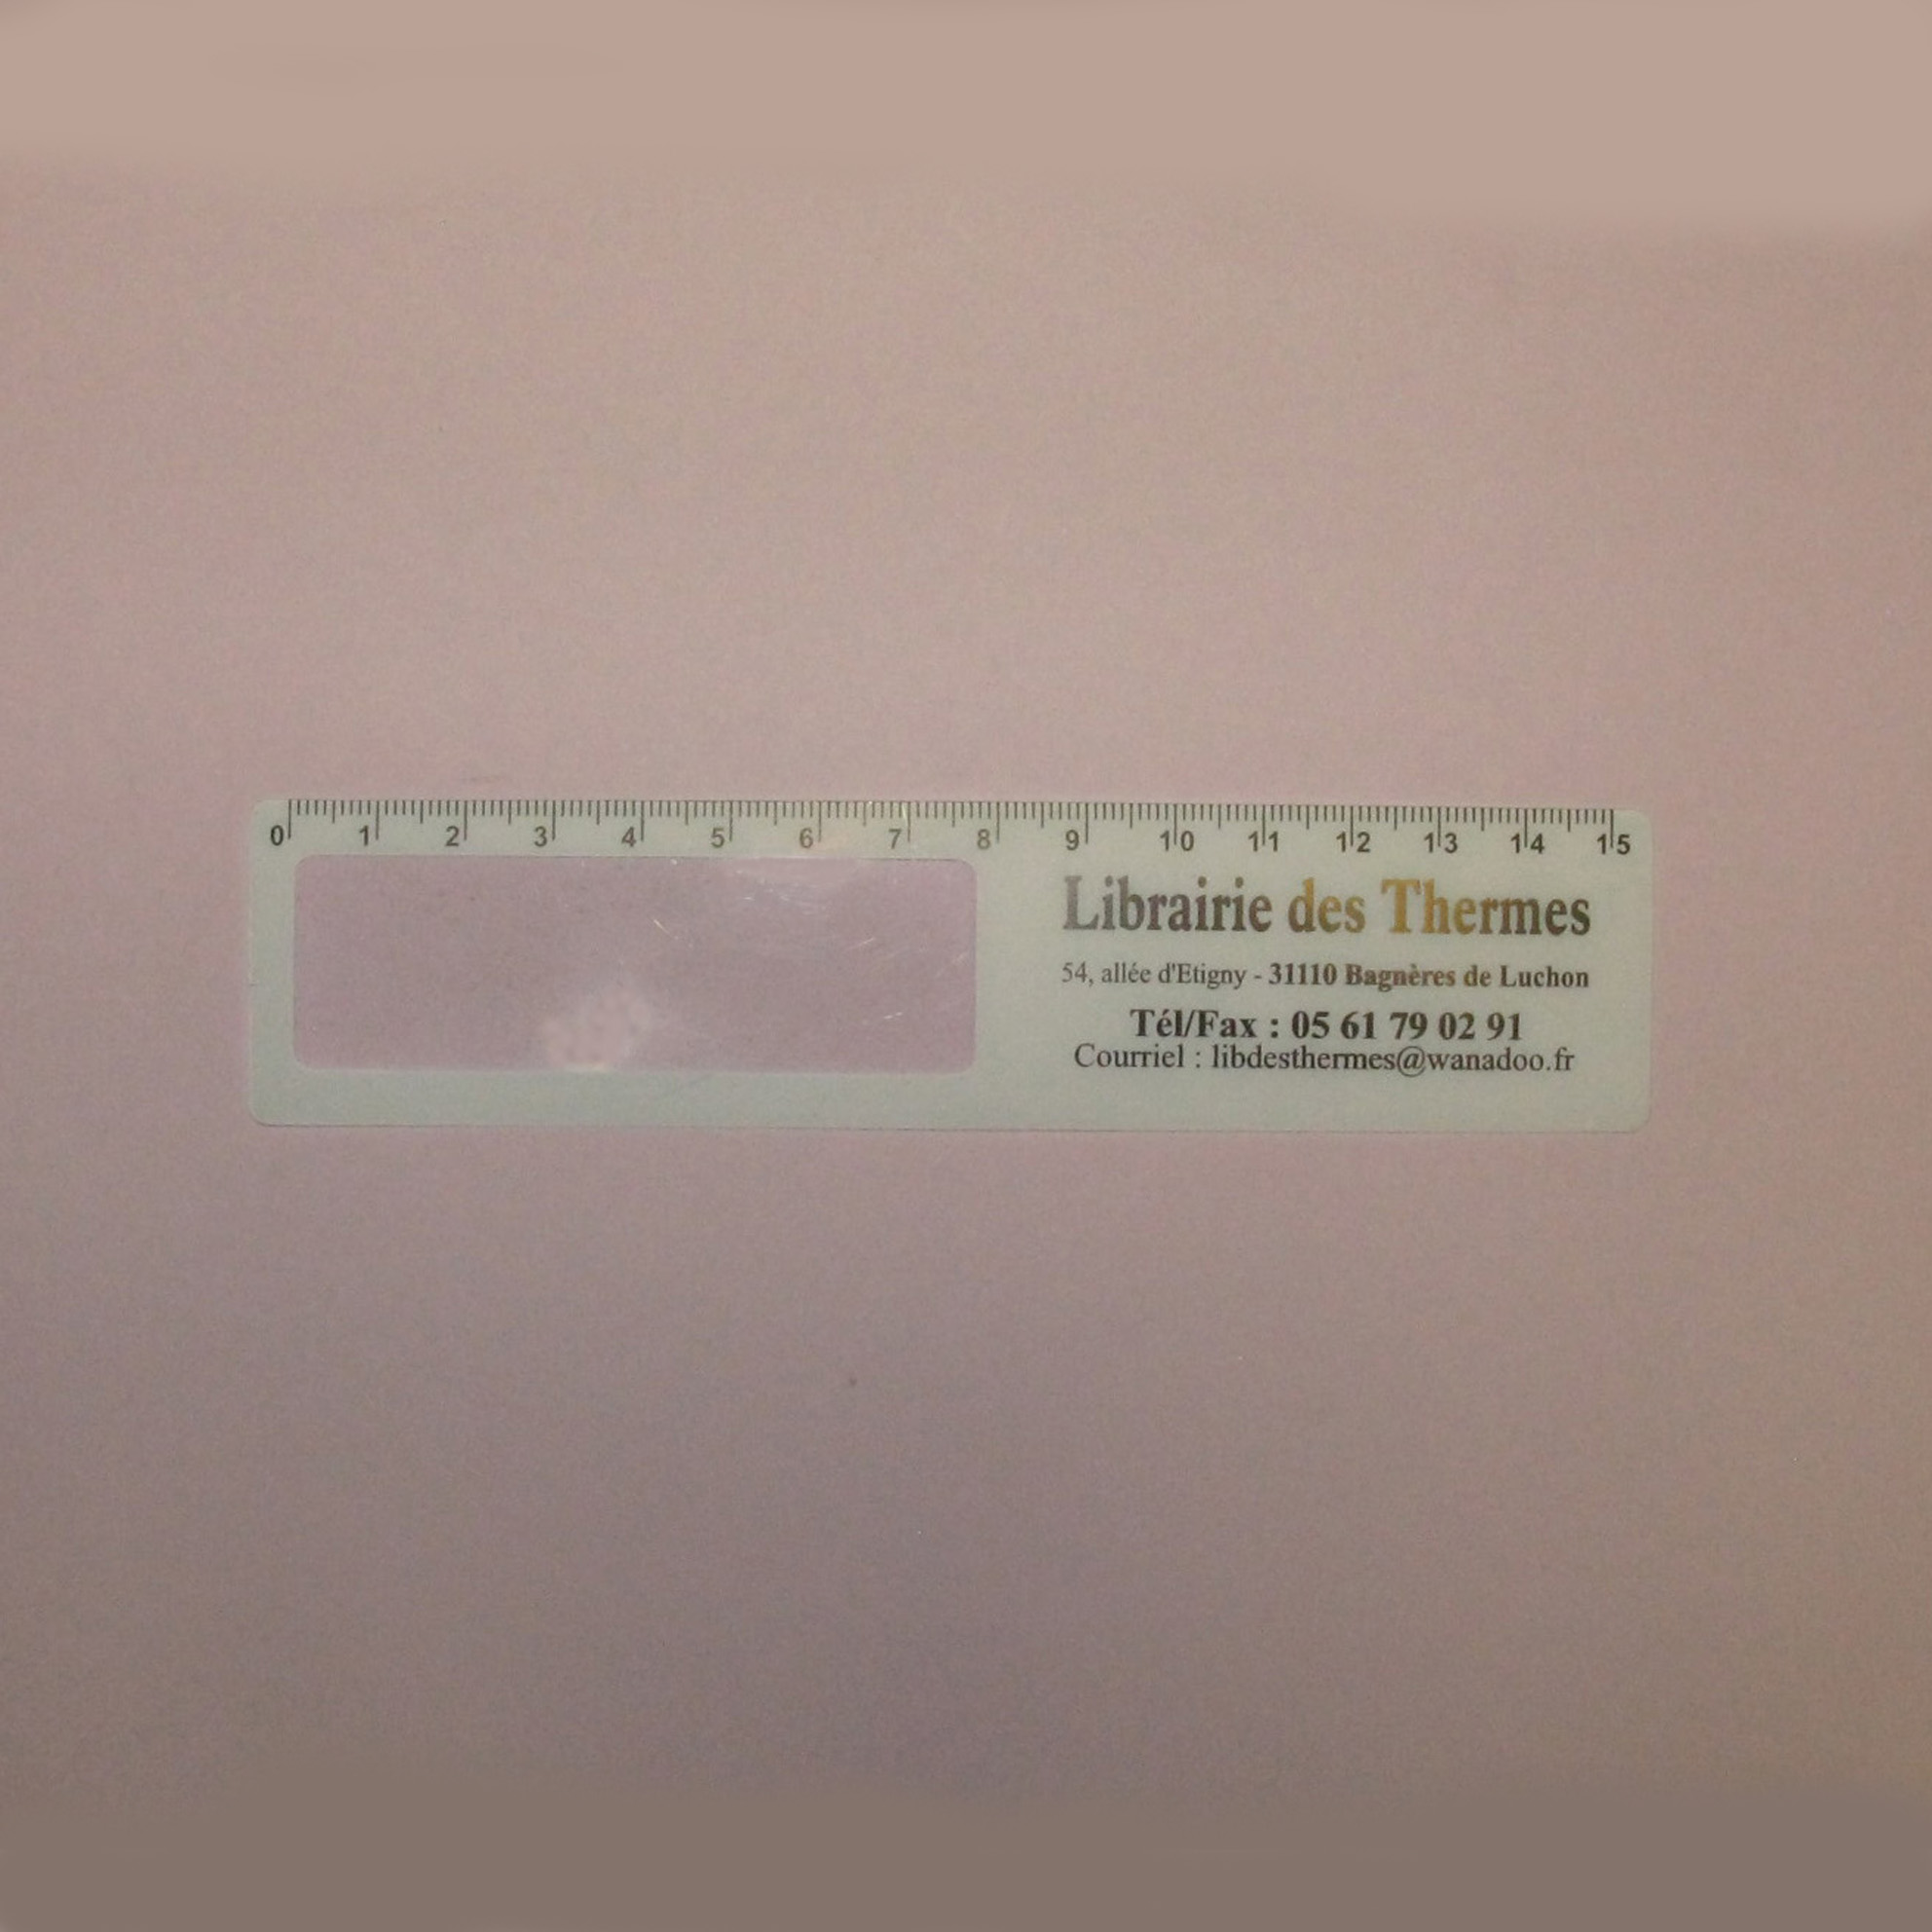 0 1 2 3 4 5 6 7 8 9 10 11 12 13 14 15
Librairie des Thermes
54, allée d'Etigny - 31110 Bagnères de Luchon
Tél/Fax : 05 61 79 02 91
Courriel : libdesthermes@wanadoo.fr